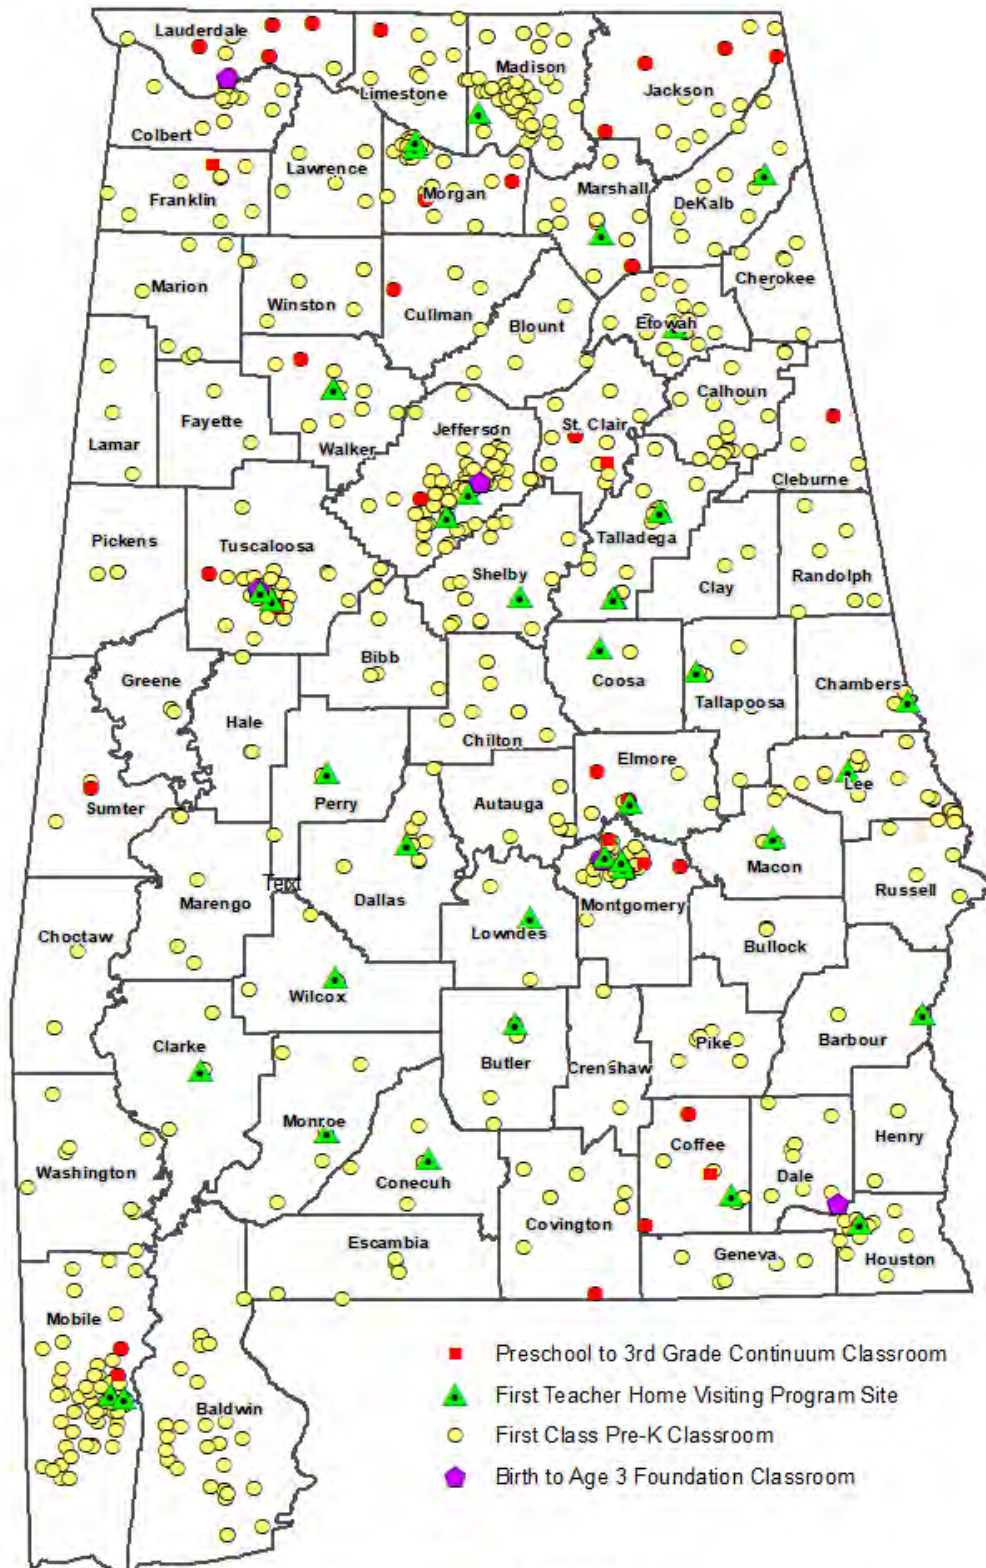 Lauderdale
Madison
Limestone
Jackson
Colbert
Lawrence
Franklin
Morgan
Marshall
DeKalb
Cherokee
Marion
Winston
Cullman
Blount
Etowah
Calhoun
Lamar
Fayette
Walker
Jefferson
St. Clair
Cleburne
Pickens
Tuscaloosa
Talladega
Shelby
Clay
Randolph
Bibb
Greene
Hale
Coosa
Tallapoosa
Chambers
Chilton
Elmore
Lee
Sumter
Perry
Autauga
Macon
Russell
Text
Marengo
Dallas
Montgomery
Choctaw
Lowndes
Bullock
Wilcox
Clarke
Butler
Crenshaw
Pike
Barbour
Monroe
Coffee
Henry
Washington
Conecuh
Dale
Covington
Escambia
Geneva
Houston
Mobile
Baldwin
Preschool to 3rd Grade Continuum Classroom
First Teacher Home Visiting Program Site
First Class Pre-K Classroom
Birth to Age 3 Foundation Classroom